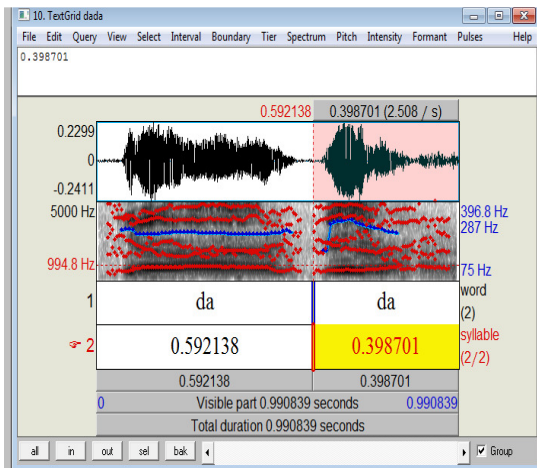 10. TextGrid dada
File Edit Query View Select Interval Boundary Tier Spectrum Pitch Intensity Formant Pulses Help
0.398701
0.592138 0.398701 (2.508 / s)
0.2299
0
-0.2411
5000 Hz 396.8 Hz
287 Hz
994.8 Hz 75 Hz
1 da da word
(2)
2 0.592138 0.398701 syllable
(2/2)
0.592138 0.398701
0 Visible part 0.990839 seconds 0.990839
Total duration 0.990839 seconds
all in out sel bak Group